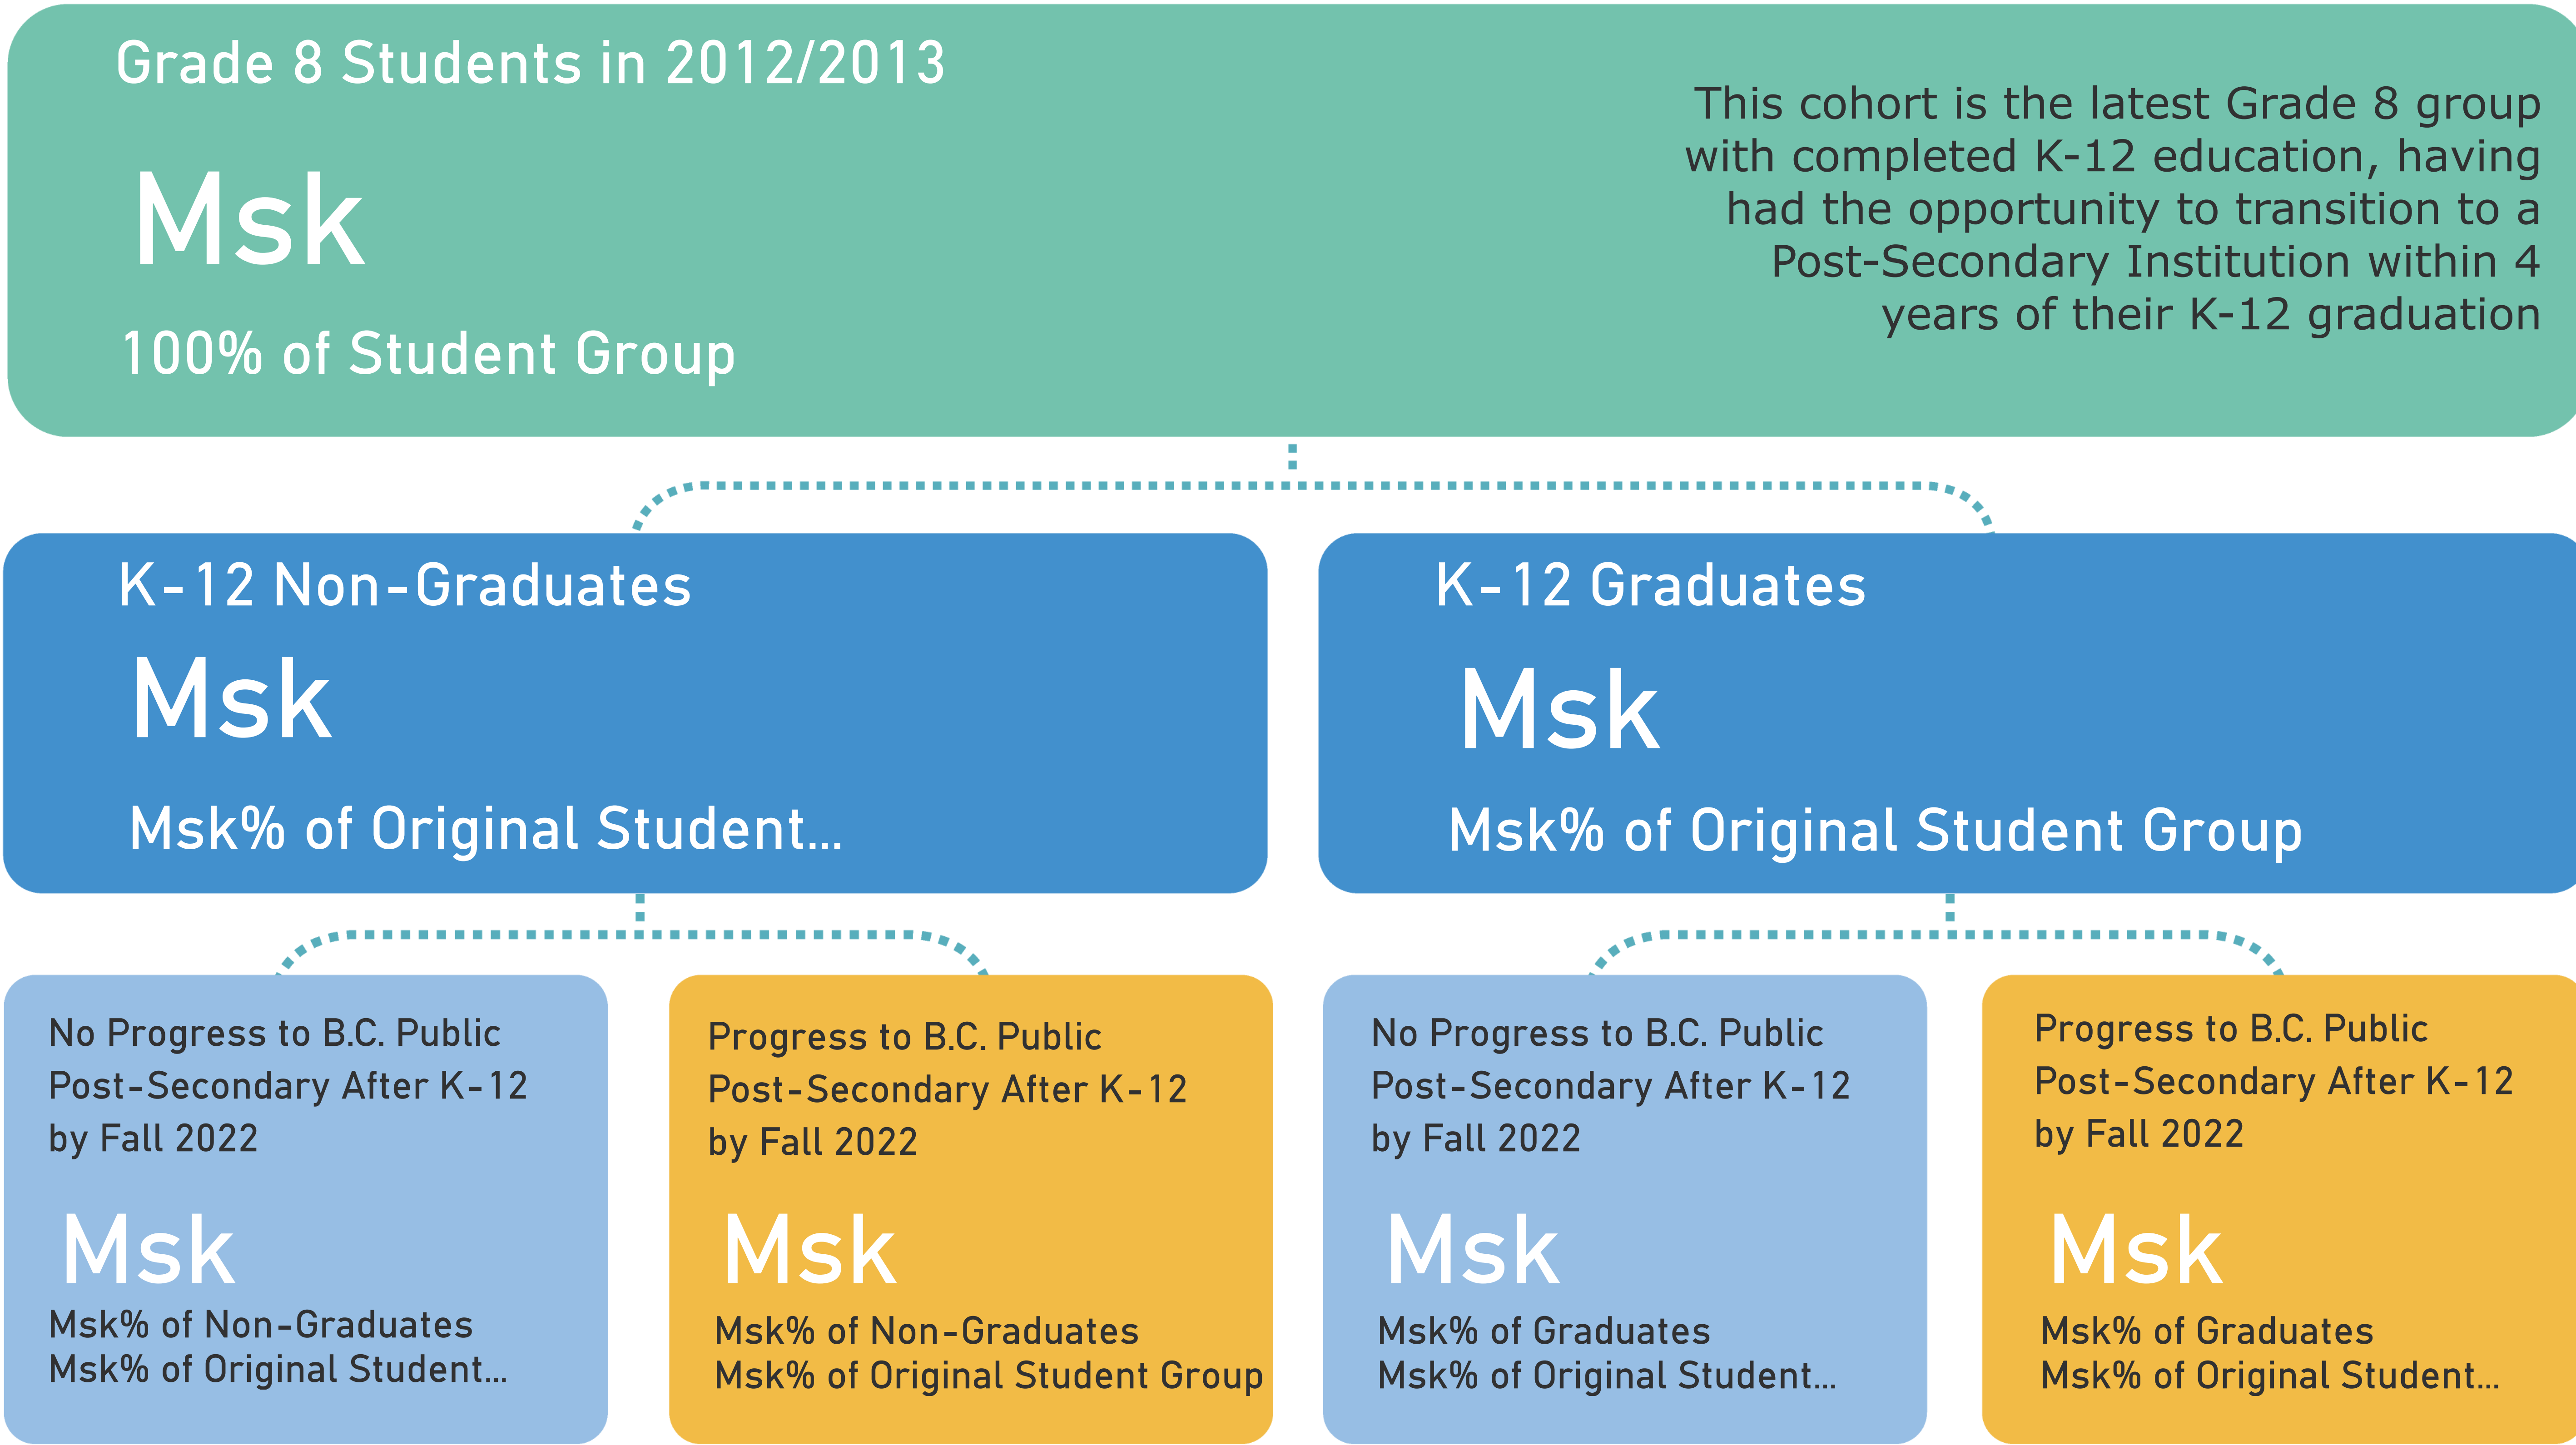 Grade 8 Students in 2012/2013
Msk
100% of Student Group
This cohort is the latest Grade 8 group
with completed K-12 education, having
had the opportunity to transition to a
Post-Secondary Institution within 4
years of their K-12 graduation
K-12 Non-Graduates
Msk
Msk% of Original Student...
K-12 Graduates
Msk
Msk% of Original Student Group
No Progress to B.C. Public
Post-Secondary After K-12
by Fall 2022
Msk
Msk% of Non-Graduates
Msk% of Original Student...
Progress to B.C. Public
Post-Secondary After K-12
by Fall 2022
Msk
Msk% of Non-Graduates
Msk% of Original Student Group
No Progress to B.C. Public
Post-Secondary After K-12
by Fall 2022
Msk
Msk% of Graduates
Msk% of Original Student...
Progress to B.C. Public
Post-Secondary After K-12
by Fall 2022
Msk
Msk% of Graduates
Msk% of Original Student...